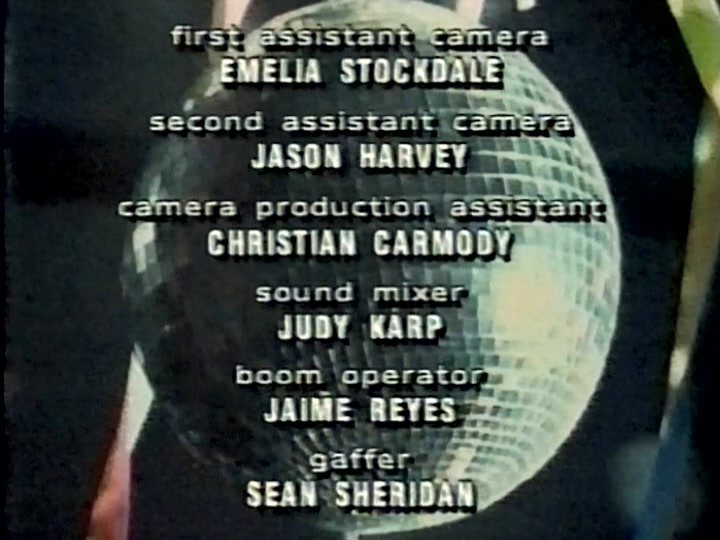 first assistant camera
EMELIA STOCKDALE
second assistant camera
JASON HARVEY
camera production assistant
CHRISTIAN CARMODY
sound mixer
JUDY KARP
boom operator
JAIME REYES
gaffer
SEAN SHERIDAN